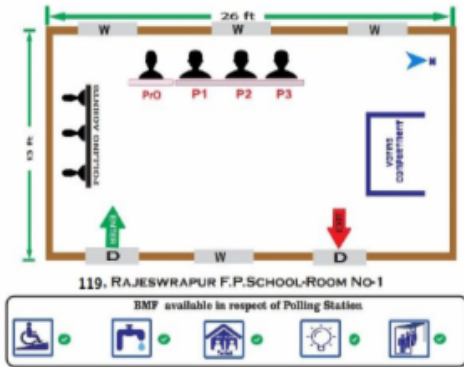 26 ft
W W W
N
PrO P1 P2 P3
POLLING AGENTS
13 ft
VOTING
COMPARTMENT
ENTER
EXIT
D W D
119. RAJESWRAPUR F.P.SCHOOL-ROOM NO-1
BMF available in respect of Polling Station